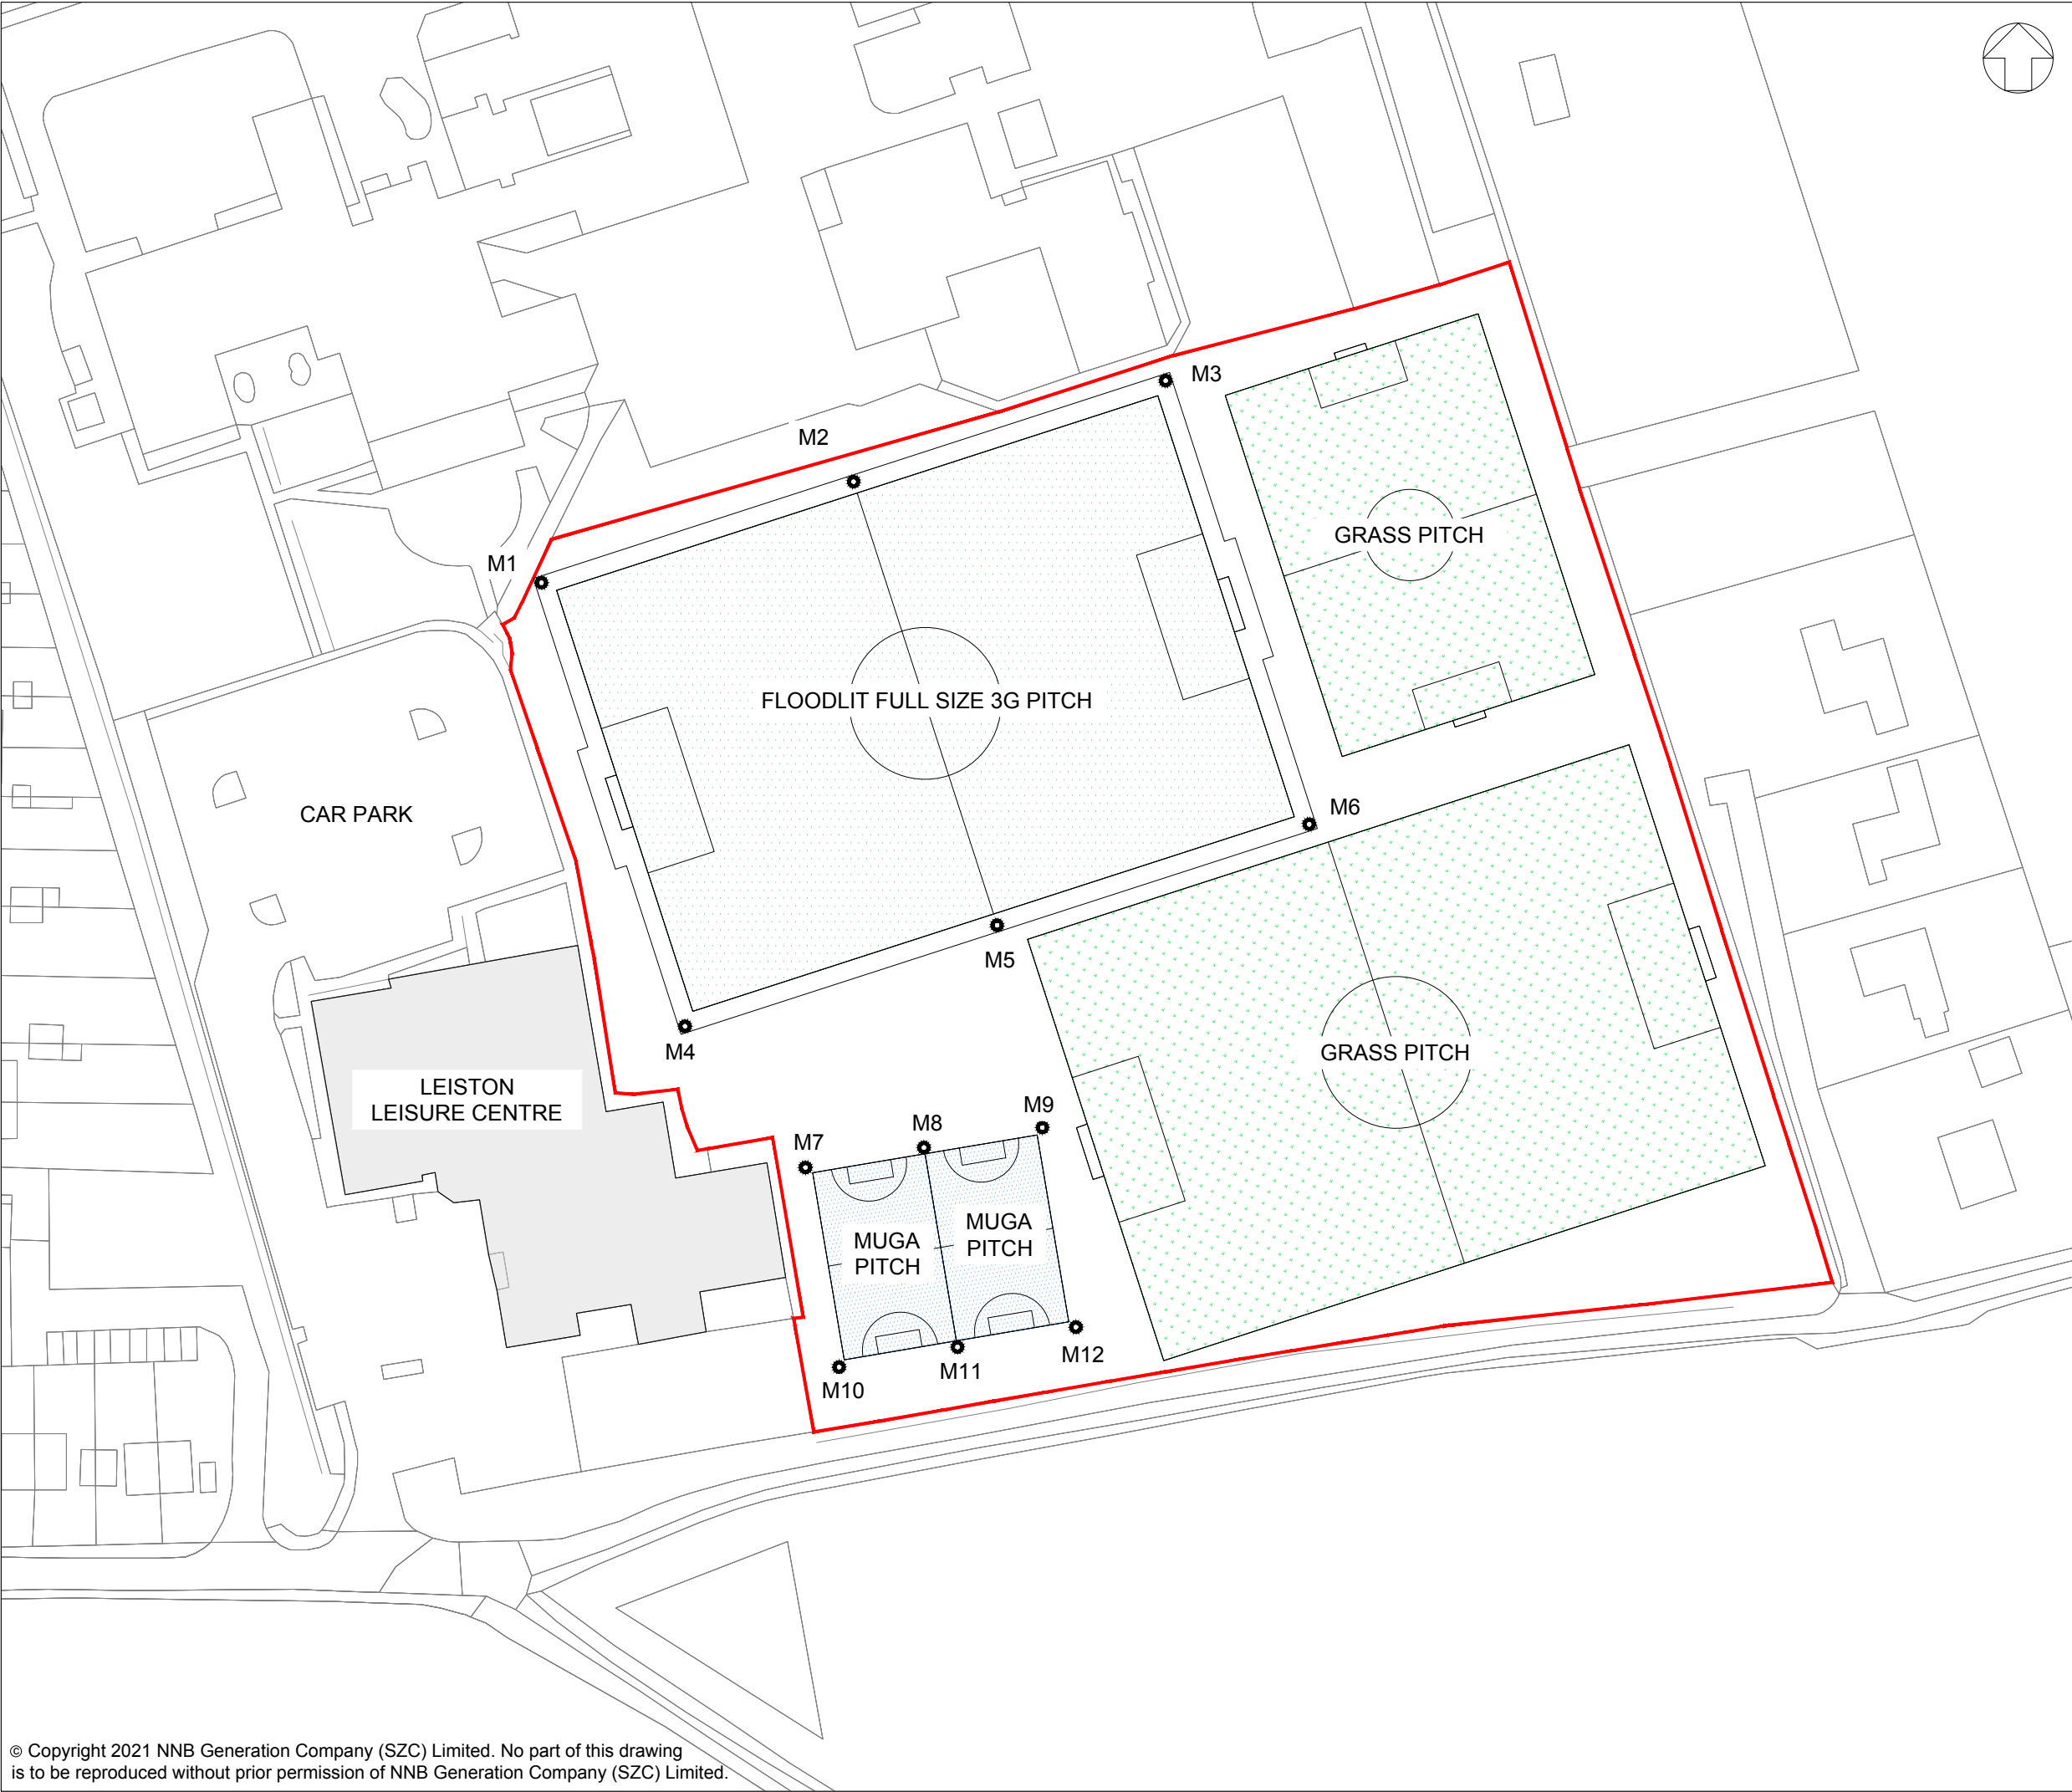 M3
M2
M1
GRASS PITCH
FLOODLIT FULL SIZE 3G PITCH
CAR PARK
M6
M5
M4
GRASS PITCH
LEISTON
LEISURE CENTRE
M9
M8
M7
MUGA
PITCH
MUGA
PITCH
M12
M11
M10
© Copyright 2021 NNB Generation Company (SZC) Limited. No part of this drawing
is to be reproduced without prior permission of NNB Generation Company (SZC) Limited.